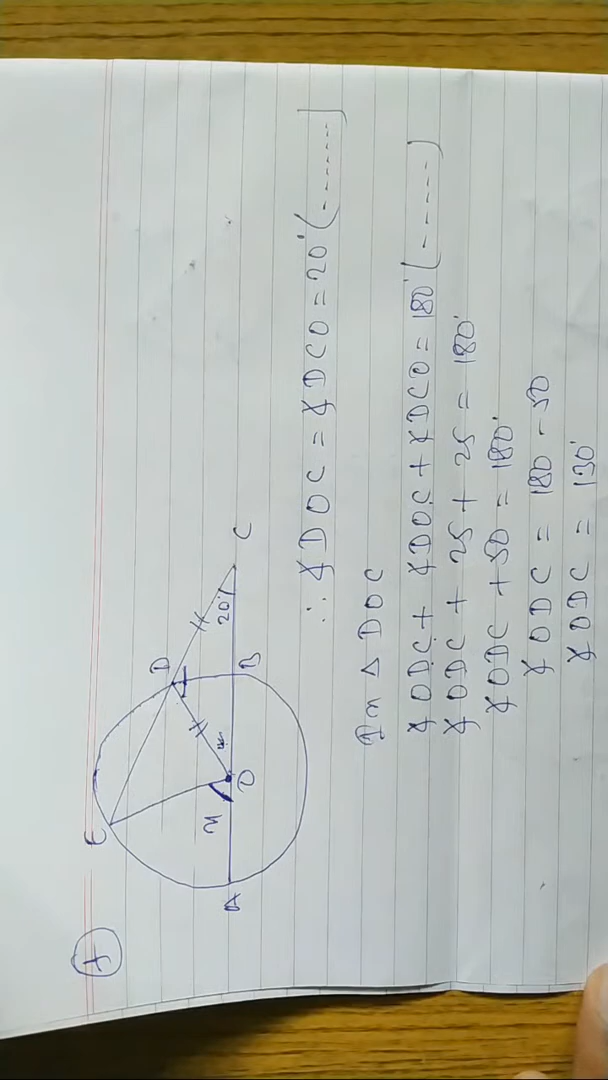 f
E
D
C
20°
B
O
x
A
∴ ∡DOC = ∡DCO = 20° (......)
In △DOC
∡ODC + ∡DOC + ∡DCO = 180° (......)
∡ODC + 25 + 25 = 180°
∡ODC + 50 = 180°
∡ODC = 180 - 50
∡ODC = 130°